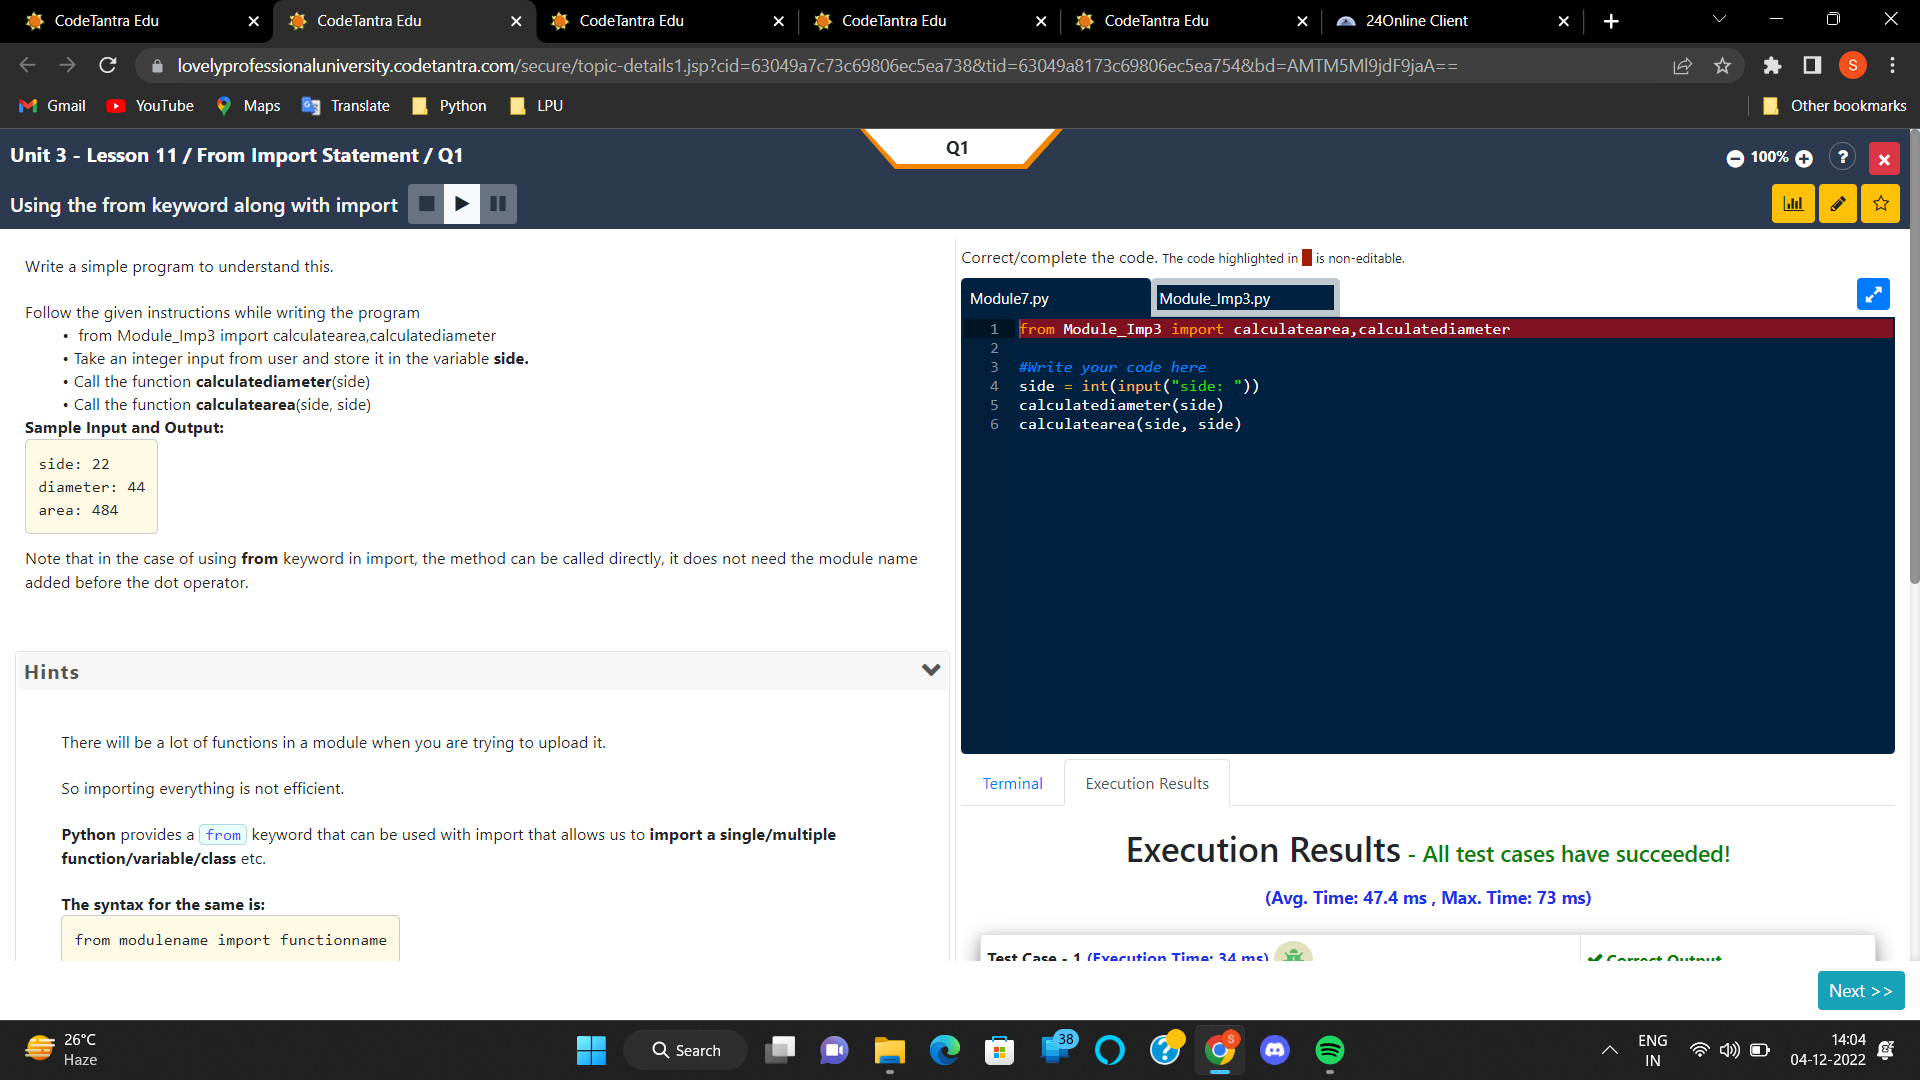 CodeTantra Edu
CodeTantra Edu
CodeTantra Edu
CodeTantra Edu
CodeTantra Edu
24Online Client
lovelyprofessionaluniversity.codetantra.com/secure/topic-details1.jsp?cid=63049a7c73c69806ec5ea738&tid=63049a8173c69806ec5ea754&bd=AMTM5MI9jdF9jaA==
S
Gmail
YouTube
Maps
Translate
Python
LPU
Other bookmarks
Unit 3 - Lesson 11 / From Import Statement / Q1
Q1
100%
?
Using the from keyword along with import
Write a simple program to understand this.
Follow the given instructions while writing the program
• from Module_Imp3 import calculatearea,calculatediameter
• Take an integer input from user and store it in the variable side.
• Call the function calculatediameter(side)
• Call the function calculatearea(side, side)
Sample Input and Output:
side: 22
diameter: 44
area: 484
Note that in the case of using from keyword in import, the method can be called directly, it does not need the module name
added before the dot operator.
Hints
There will be a lot of functions in a module when you are trying to upload it.
So importing everything is not efficient.
Python provides a from keyword that can be used with import that allows us to import a single/multiple
function/variable/class etc.
The syntax for the same is:
from modulename import functionname
Correct/complete the code. The code highlighted in is non-editable.
Module7.py
Module_Imp3.py
1 from Module_Imp3 import calculatearea,calculatediameter
2
3 #Write your code here
4 side = int(input("side: "))
5 calculatediameter(side)
6 calculatearea(side, side)
Terminal
Execution Results
Execution Results - All test cases have succeeded!
(Avg. Time: 47.4 ms , Max. Time: 73 ms)
Test Case - 1 (Execution Time: 34 ms)
Correct Output
Next >>
26°C
Haze
Search
38
S
ENG
IN
14:04
04-12-2022